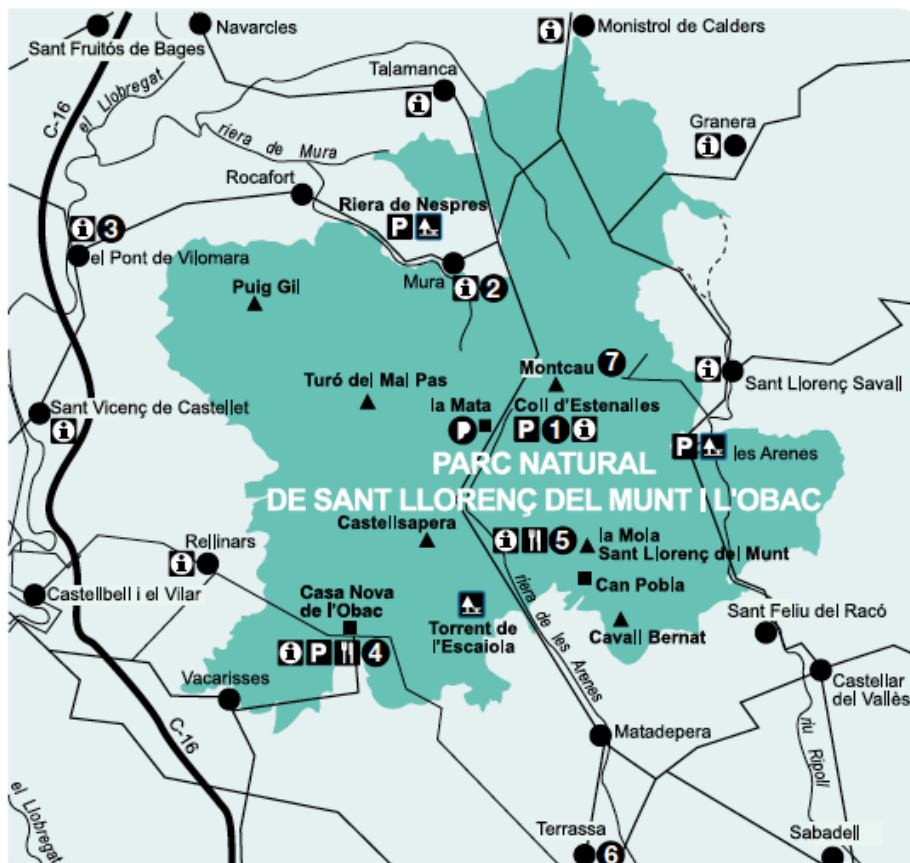 Navarcles
Sant Fruitós de Bages
Monistrol de Calders
i
Talamanca
i
el Llobregat
C-16
riera de Mura
Granera
i
Rocafort
Riera de Nespres
P
i 3
el Pont de Vilomara
Mura
i 2
Puig Gil
Montcau 7
i
Sant Llorenç Savall
Turó del Mal Pas
la Mata
P
Coll d'Estenalles
P 1 i
Sant Vicenç de Castellet
i
P les Arenes
PARC NATURAL
DE SANT LLORENÇ DEL MUNT I L'OBAC
Castellsapera
i 5
la Mola
Sant Llorenç del Munt
Rellinars
i
Can Pobla
Castellbell i el Vilar
Casa Nova
de l'Obac
i P 4
Torrent de
l'Escaiola
riera de les Arenes
Cavall Bernat
Sant Feliu del Racó
Vacarisses
Castellar
del Vallès
C-16
Matadepera
riu Ripoll
el Llobregat
Terrassa
6
Sabadell